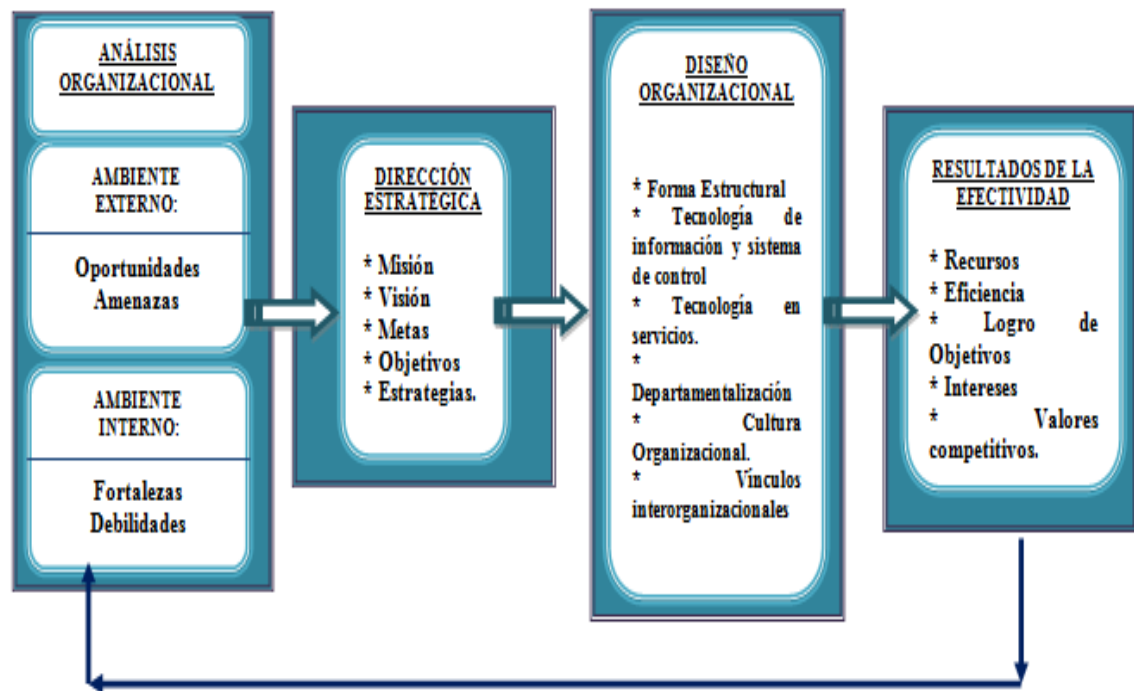 ANÁLISIS
ORGANIZACIONAL
AMBIENTE
EXTERNO:
Oportunidades
Amenazas
AMBIENTE
INTERNO:
Fortalezas
Debilidades
DIRECCIÓN
ESTRATÉGICA
* Misión
* Visión
* Metas
* Objetivos
* Estrategias.
DISEÑO
ORGANIZACIONAL
* Forma Estructural
* Tecnología de
información y sistema
de control
* Tecnología en
servicios.
*
Departamentalización
* Cultura
Organizacional.
* Vínculos
interorganizacionales
RESULTADOS DE LA
EFECTIVIDAD
* Recursos
* Eficiencia
* Logro de
Objetivos
* Intereses
* Valores
competitivos.